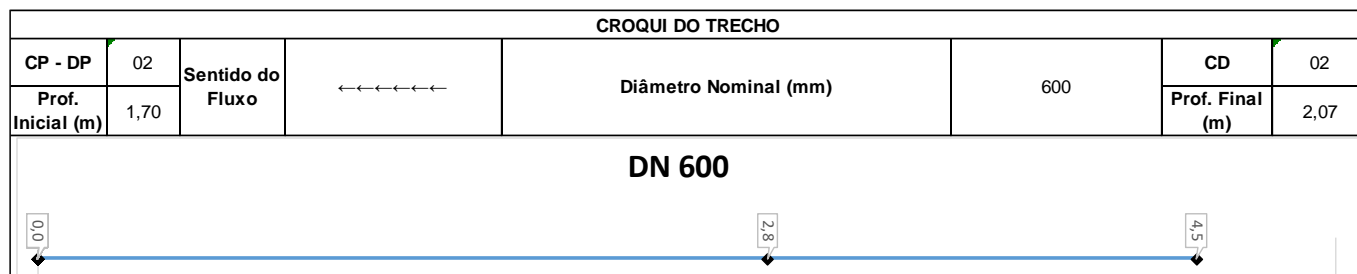 CROQUI DO TRECHO
CP - DP 02 Sentido do Fluxo ←←←←←← Diâmetro Nominal (mm) 600 CD 02
Prof. Inicial (m) 1,70 Prof. Final (m) 2,07
DN 600
0,0 2,8 4,5